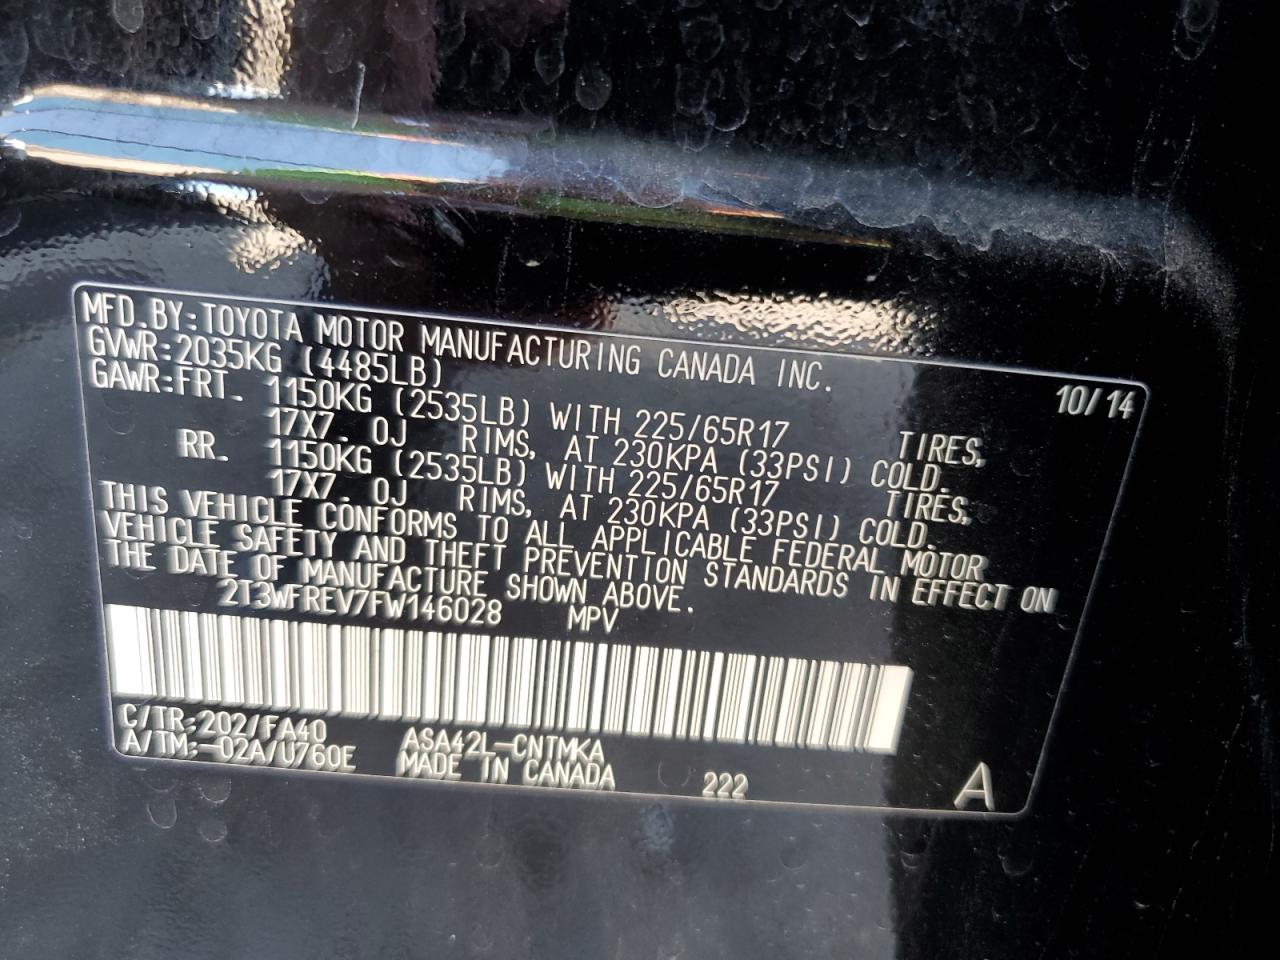 MFD.BY:TOYOTA MOTOR MANUFACTURING CANADA INC. 10/14
GVWR:2035KG (4485LB)
GAWR:FRT. 1150KG (2535LB) WITH 225/65R17 TIRES,
17X7.0J RIMS, AT 230KPA (33PSI) COLD.
RR. 1150KG (2535LB) WITH 225/65R17 TIRES,
17X7.0J RIMS, AT 230KPA (33PSI) COLD.
THIS VEHICLE CONFORMS TO ALL APPLICABLE FEDERAL MOTOR
VEHICLE SAFETY AND THEFT PREVENTION STANDARDS IN EFFECT ON
THE DATE OF MANUFACTURE SHOWN ABOVE.
2T3WFREV7FW146028 MPV
C/TR:202/FA40 ASA42L-CNTMKA
A/TM:-02A/U760E MADE IN CANADA 222 A